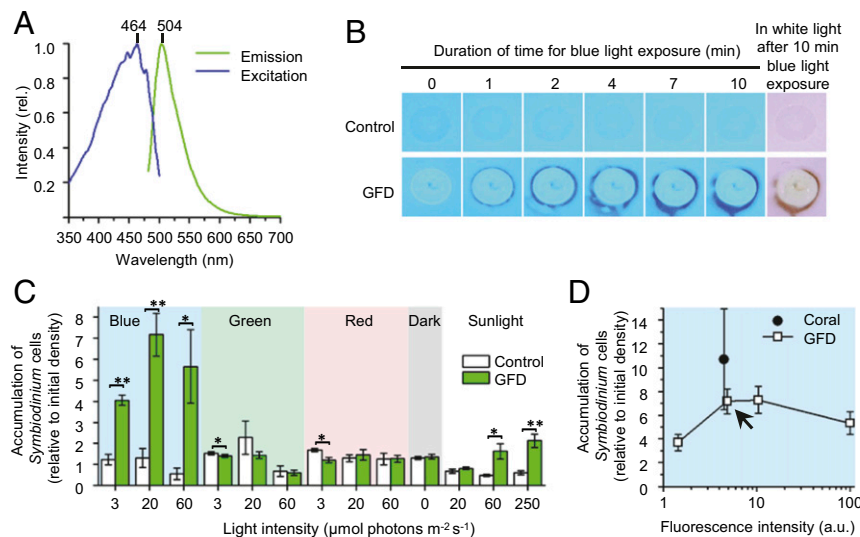 A
464 504
Emission
Excitation
Intensity (rel.)
1.0
0.8
0.6
0.4
0.2
350 400 450 500 550 600 650 700
Wavelength (nm)
B
Duration of time for blue light exposure (min)
In white light
after 10 min
blue light
exposure
0 1 2 4 7 10
Control
GFD
C
Accumulation of
Symbiodinium cells
(relative to initial density)
8
7
6
5
4
3
2
1
0
Blue Green Red Dark Sunlight
** ** * * * * **
Control
GFD
3 20 60 3 20 60 3 20 60 0 20 60 250
Light intensity (µmol photons m-2 s-1)
D
Accumulation of
Symbiodinium cells
(relative to initial density)
14
12
10
8
6
4
2
0
Coral
GFD
1 10 100
Fluorescence intensity (a.u.)